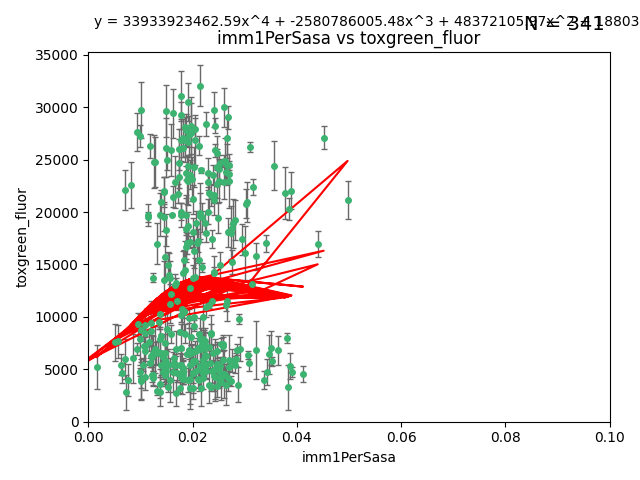 y = 33933923462.59x^4 + -2580786005.48x^3 + 48372105
N = 341
imm1PerSasa vs toxgreen_fluor
35000
30000
25000
20000
15000
10000
5000
0
toxgreen_fluor
0.00 0.02 0.04 0.06 0.08 0.10
imm1PerSasa